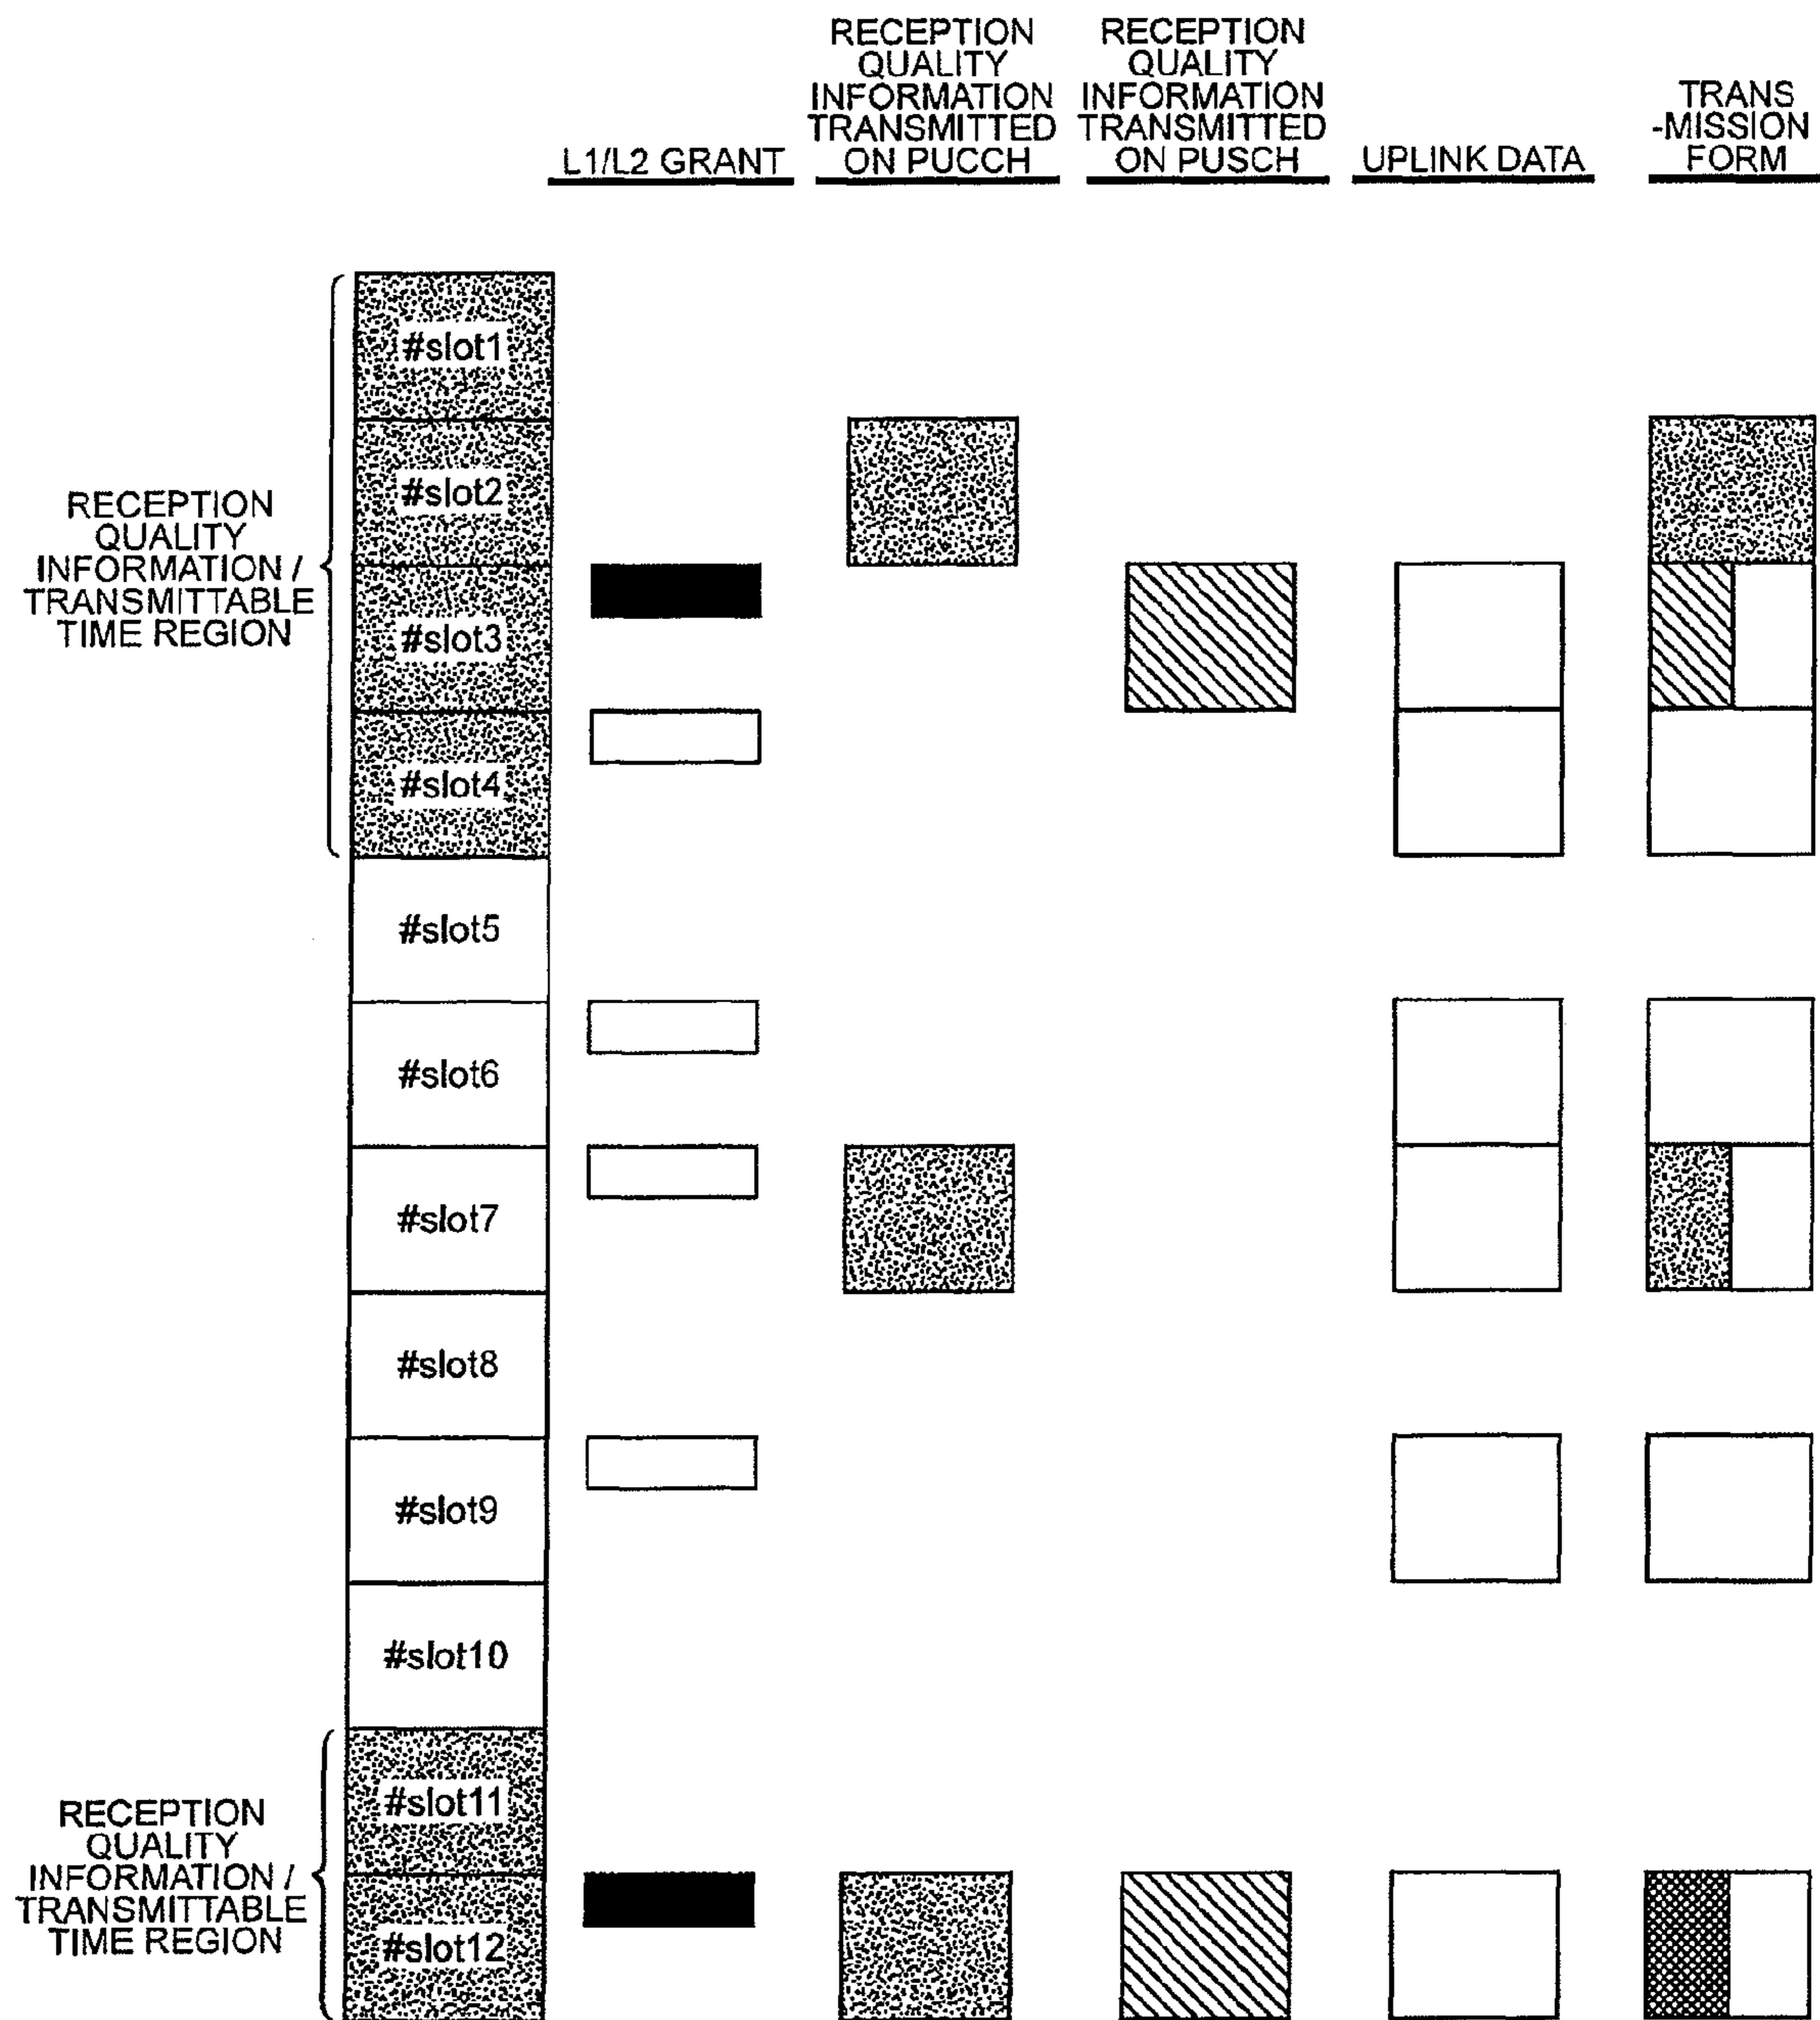 RECEPTION
QUALITY
INFORMATION
TRANSMITTED
ON PUCCH
RECEPTION
QUALITY
INFORMATION
TRANSMITTED
ON PUSCH
TRANS
-MISSION
FORM
L1/L2 GRANT
UPLINK DATA
#slot1
#slot2
#slot3
#slot4
RECEPTION
QUALITY
INFORMATION /
TRANSMITTABLE
TIME REGION
#slot5
#slot6
#slot7
#slot8
#slot9
#slot10
#slot11
#slot12
RECEPTION
QUALITY
INFORMATION /
TRANSMITTABLE
TIME REGION